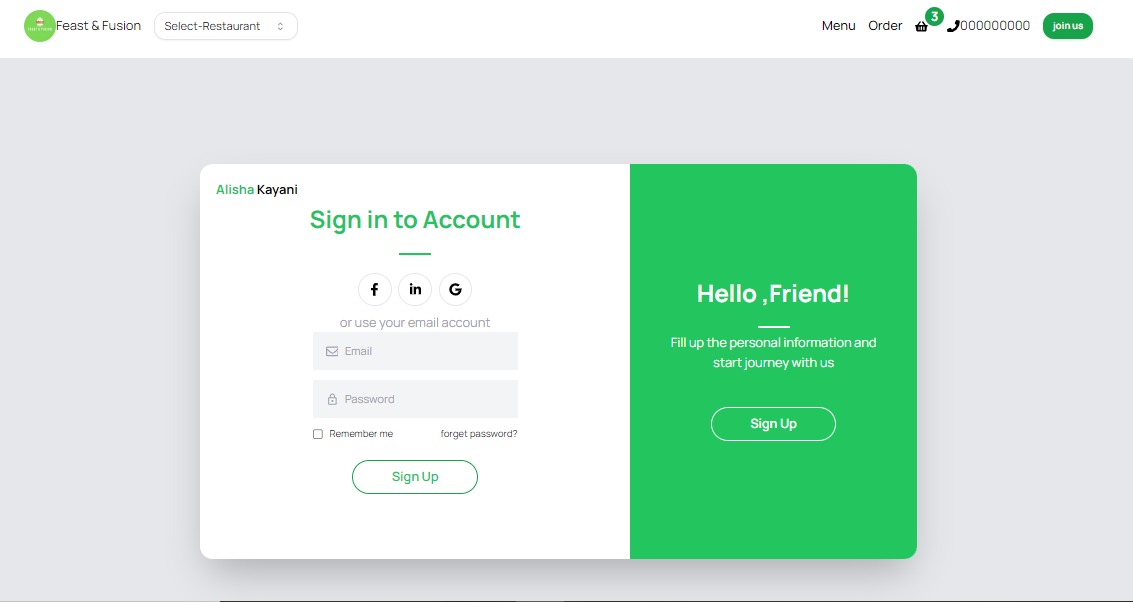 Feast & Fusion
Select-Restaurant
Menu
Order
3
000000000
join us
Alisha Kayani
Sign in to Account
or use your email account
Email
Password
Remember me
forget password?
Sign Up
Hello ,Friend!
Fill up the personal information and
start journey with us
Sign Up